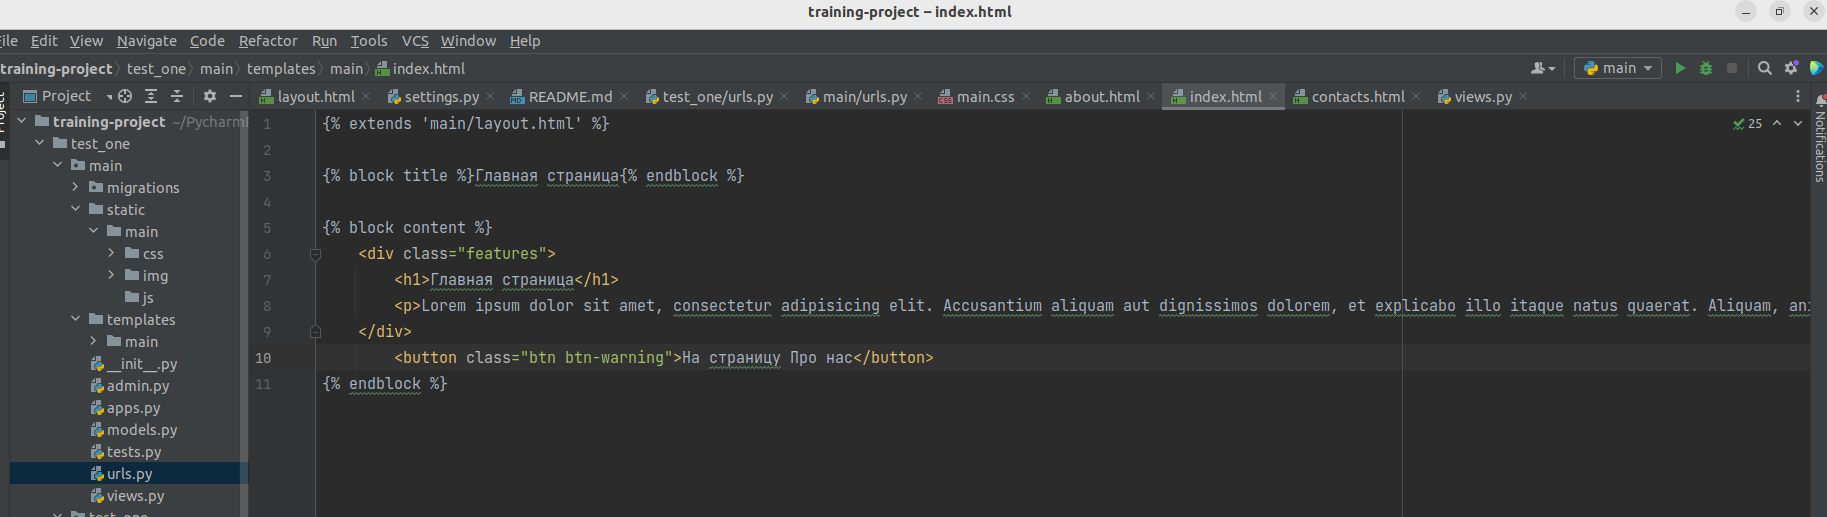 training-project – index.html
File Edit View Navigate Code Refactor Run Tools VCS Window Help
training-project test_one main templates main index.html
main
Project
layout.html settings.py README.md test_one/urls.py main/urls.py main.css about.html index.html contacts.html views.py
training-project ~/Pycharm
test_one
main
migrations
static
main
css
img
js
templates
main
__init__.py
admin.py
apps.py
models.py
tests.py
urls.py
views.py
test_one
1 {% extends 'main/layout.html' %}
2
3 {% block title %}Главная страница{% endblock %}
4
5 {% block content %}
6 <div class="features">
7 <h1>Главная страница</h1>
8 <p>Lorem ipsum dolor sit amet, consectetur adipisicing elit. Accusantium aliquam aut dignissimos dolorem, et explicabo illo itaque natus quaerat. Aliquam,
9 </div>
10 <button class="btn btn-warning">На страницу Про нас</button>
11 {% endblock %}
25
Notifications